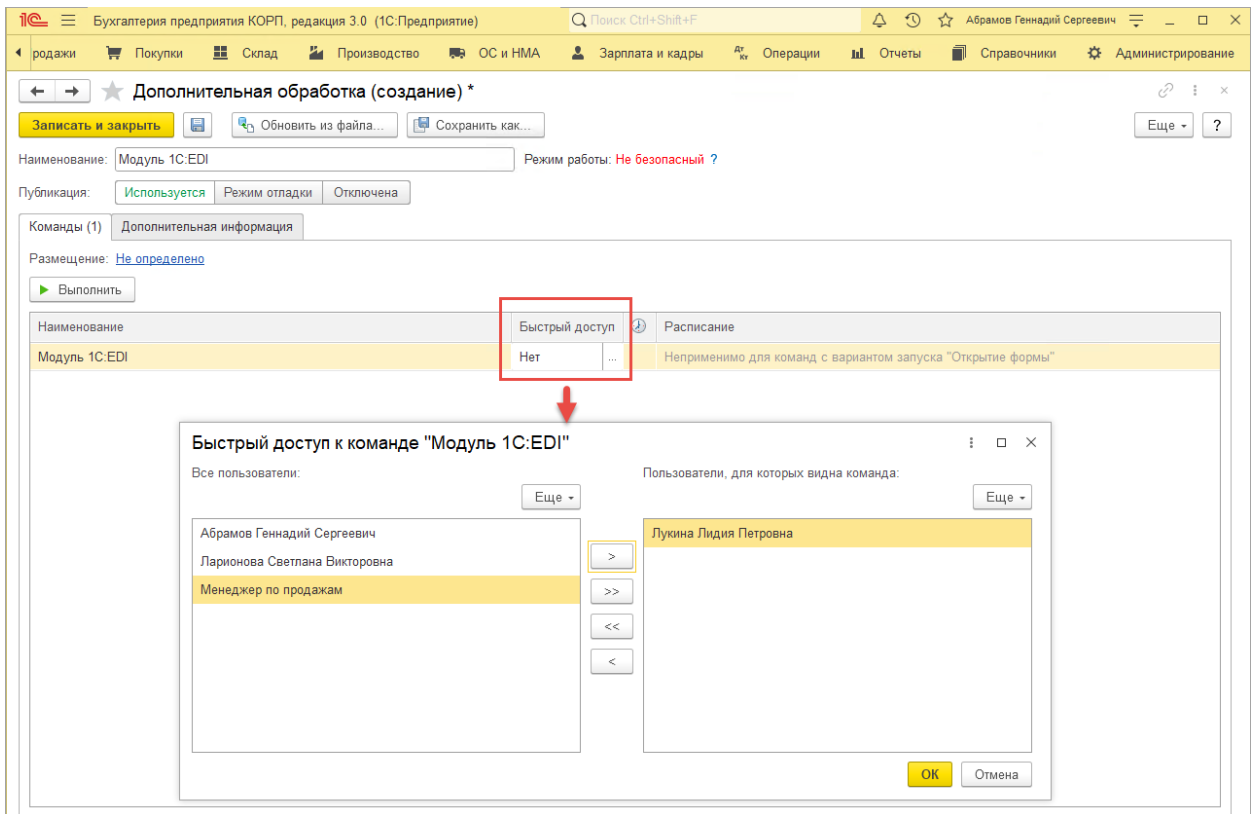 1С Бухгалтерия предприятия КОРП, редакция 3.0 (1С:Предприятие) Поиск Ctrl+Shift+F Абрамов Геннадий Сергеевич
родажи Покупки Склад Производство ОС и НМА Зарплата и кадры Дт Кт Операции Отчеты Справочники Администрирование
Дополнительная обработка (создание) *
Записать и закрыть Обновить из файла... Сохранить как... Еще ?
Наименование: Модуль 1С:EDI Режим работы: Не безопасный ?
Публикация: Используется Режим отладки Отключена
Команды (1) Дополнительная информация
Размещение: Не определено
Выполнить
Наименование Быстрый доступ Расписание
Модуль 1С:EDI Нет ... Неприменимо для команд с вариантом запуска "Открытие формы"
Быстрый доступ к команде "Модуль 1С:EDI"
Все пользователи: Пользователи, для которых видна команда:
Еще Еще
Абрамов Геннадий Сергеевич Лукина Лидия Петровна
Ларионова Светлана Викторовна >
Менеджер по продажам >>
<<
<
ОК Отмена